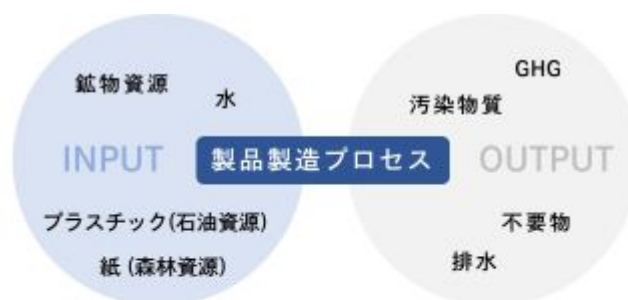 鉱物資源
水
GHG
汚染物質
INPUT
製品製造プロセス
OUTPUT
プラスチック(石油資源)
紙(森林資源)
不要物
排水